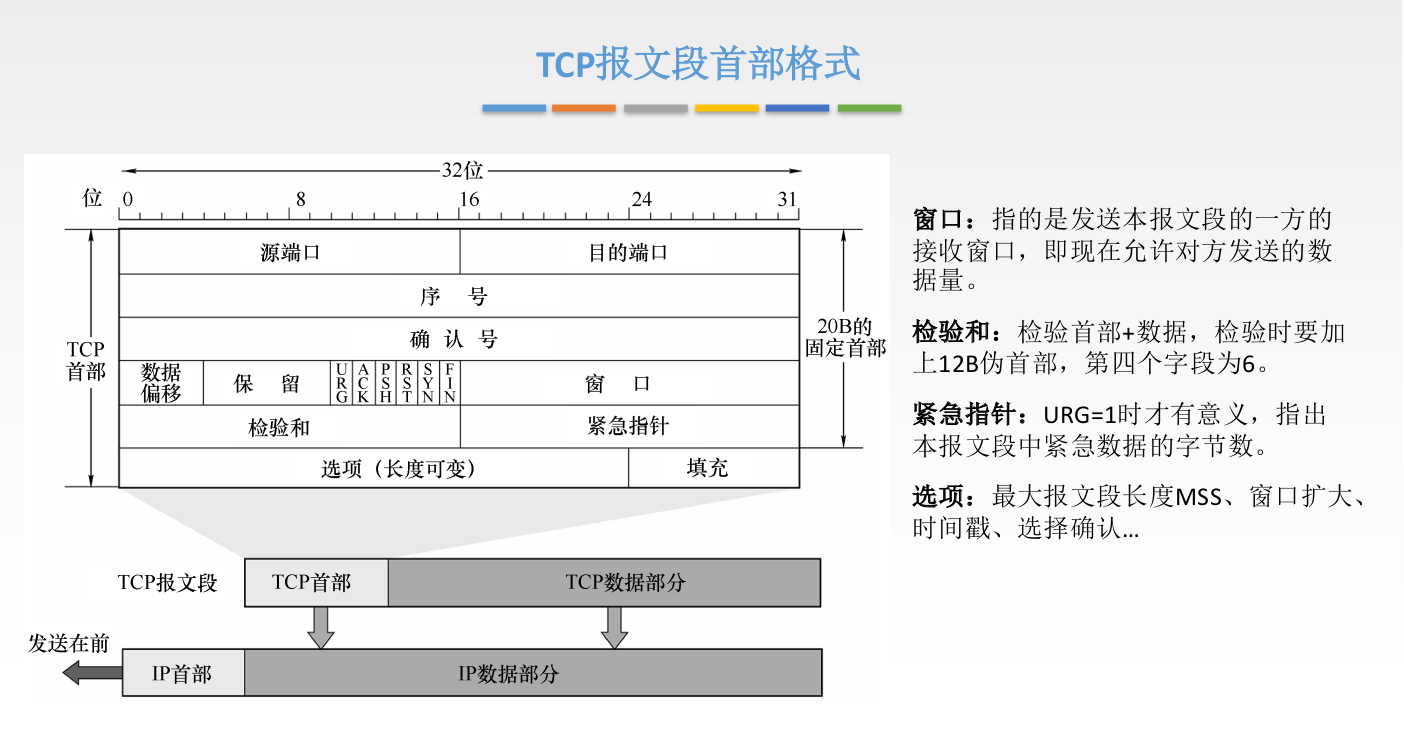 TCP报文段首部格式
32位
位 0 8 16 24 31
源端口 目的端口
序 号
确 认 号
数据偏移 保 留 URG ACK PSH RST SYN FIN 窗 口
检验和 紧急指针
选项（长度可变） 填充
TCP首部
20B的
固定首部
TCP报文段 TCP首部 TCP数据部分
发送在前
IP首部 IP数据部分
窗口：指的是发送本报文段的一方的
接收窗口，即现在允许对方发送的数
据量。
检验和：检验首部+数据，检验时要加
上12B伪首部，第四个字段为6。
紧急指针：URG=1时才有意义，指出
本报文段中紧急数据的字节数。
选项：最大报文段长度MSS、窗口扩大、
时间戳、选择确认…